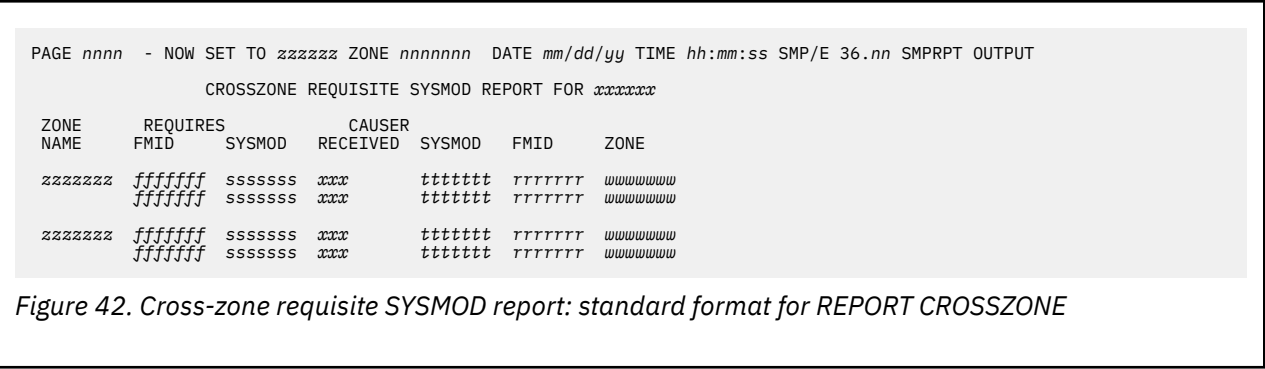 PAGE nnnn  - NOW SET TO zzzzzz ZONE nnnnnnn  DATE mm/dd/yy TIME hh:mm:ss SMP/E 36.nn SMPRPT OUTPUT
CROSSZONE REQUISITE SYSMOD REPORT FOR xxxxxx
ZONE REQUIRES CAUSER
NAME FMID SYSMOD RECEIVED SYSMOD FMID ZONE
zzzzzzz fffffff sssssss xxx ttttttt rrrrrrr wwwwwww
fffffff sssssss xxx ttttttt rrrrrrr wwwwwww
zzzzzzz fffffff sssssss xxx ttttttt rrrrrrr wwwwwww
fffffff sssssss xxx ttttttt rrrrrrr wwwwwww
Figure 42. Cross-zone requisite SYSMOD report: standard format for REPORT CROSSZONE